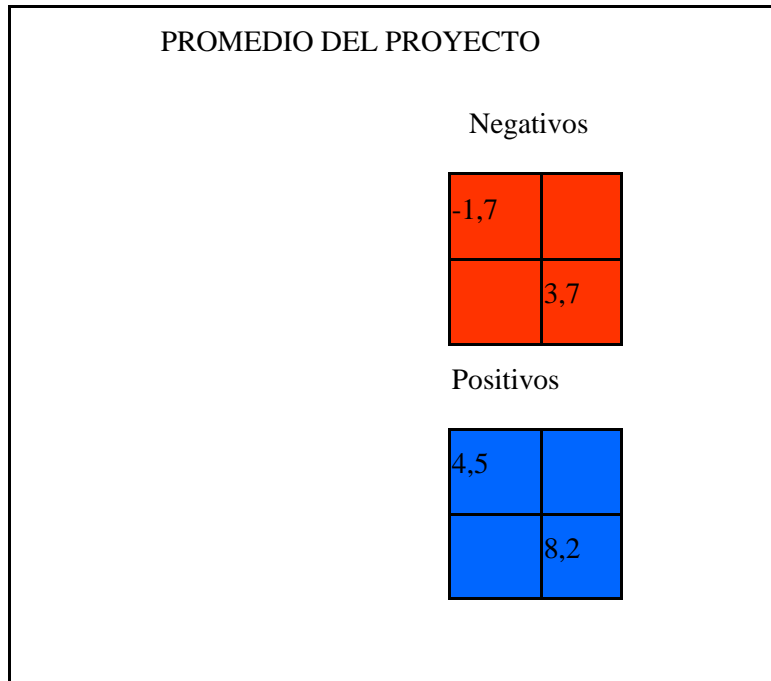 PROMEDIO DEL PROYECTO
Negativos
-1,7
3,7
Positivos
4,5
8,2